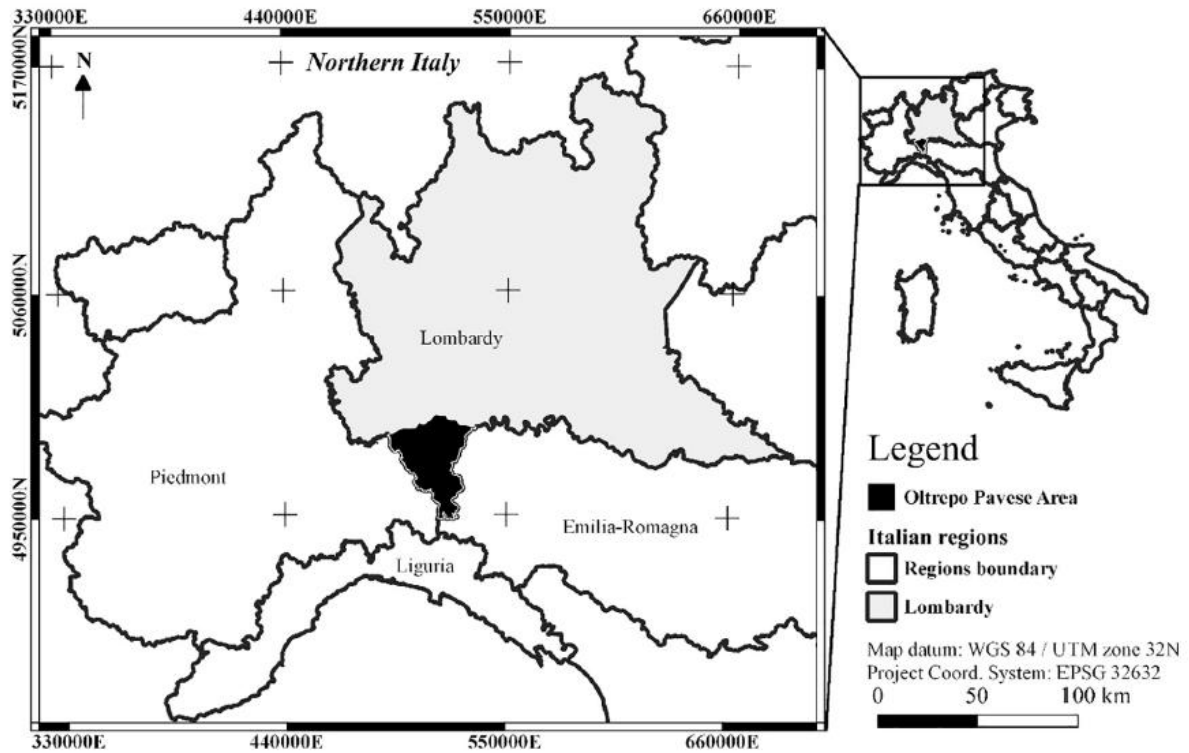 330000E 440000E 550000E 660000E
N
Northern Italy
5170000N
5060000N
4950000N
Lombardy
Piedmont
Emilia-Romagna
Liguria
330000E 440000E 550000E 660000E
Legend
Oltrepo Pavese Area
Italian regions
Regions boundary
Lombardy
Map datum: WGS 84 / UTM zone 32N
Project Coord. System: EPSG 32632
0 50 100 km